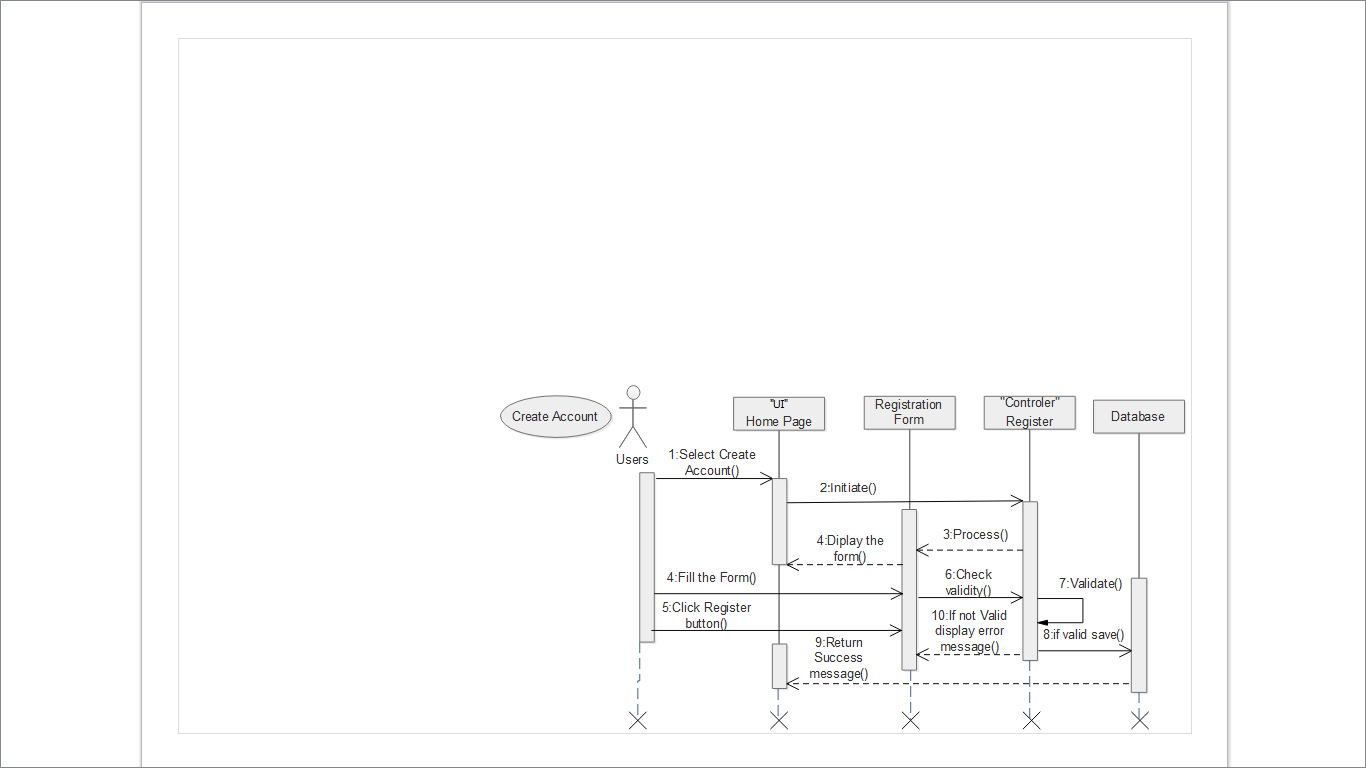 Create Account
Users
"UI"
Home Page
Registration
Form
"Controler"
Register
Database
1:Select Create
Account()
2:Initiate()
3:Process()
4:Diplay the
form()
4:Fill the Form()
6:Check
validity()
7:Validate()
5:Click Register
button()
10:If not Valid
display error
message()
8:if valid save()
9:Return
Success
message()